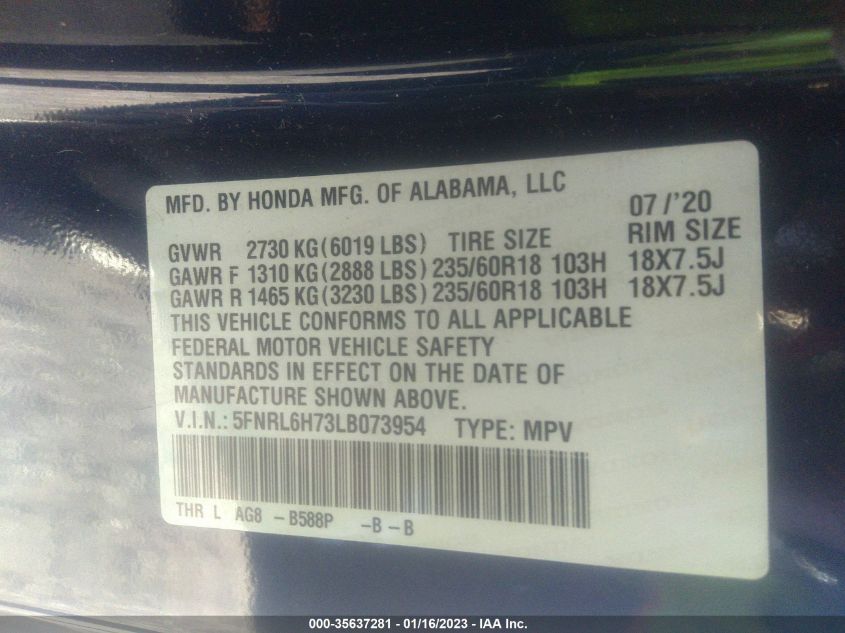 MFD. BY HONDA MFG. OF ALABAMA, LLC 07/'20
GVWR 2730 KG(6019 LBS) TIRE SIZE RIM SIZE
GAWR F 1310 KG(2888 LBS) 235/60R18 103H 18X7.5J
GAWR R 1465 KG(3230 LBS) 235/60R18 103H 18X7.5J
THIS VEHICLE CONFORMS TO ALL APPLICABLE
FEDERAL MOTOR VEHICLE SAFETY
STANDARDS IN EFFECT ON THE DATE OF
MANUFACTURE SHOWN ABOVE.
V.I.N.: 5FNRL6H73LB073954 TYPE: MPV
THR L AG8 - B588P -B - B
000-35637281 - 01/16/2023 - IAA Inc.